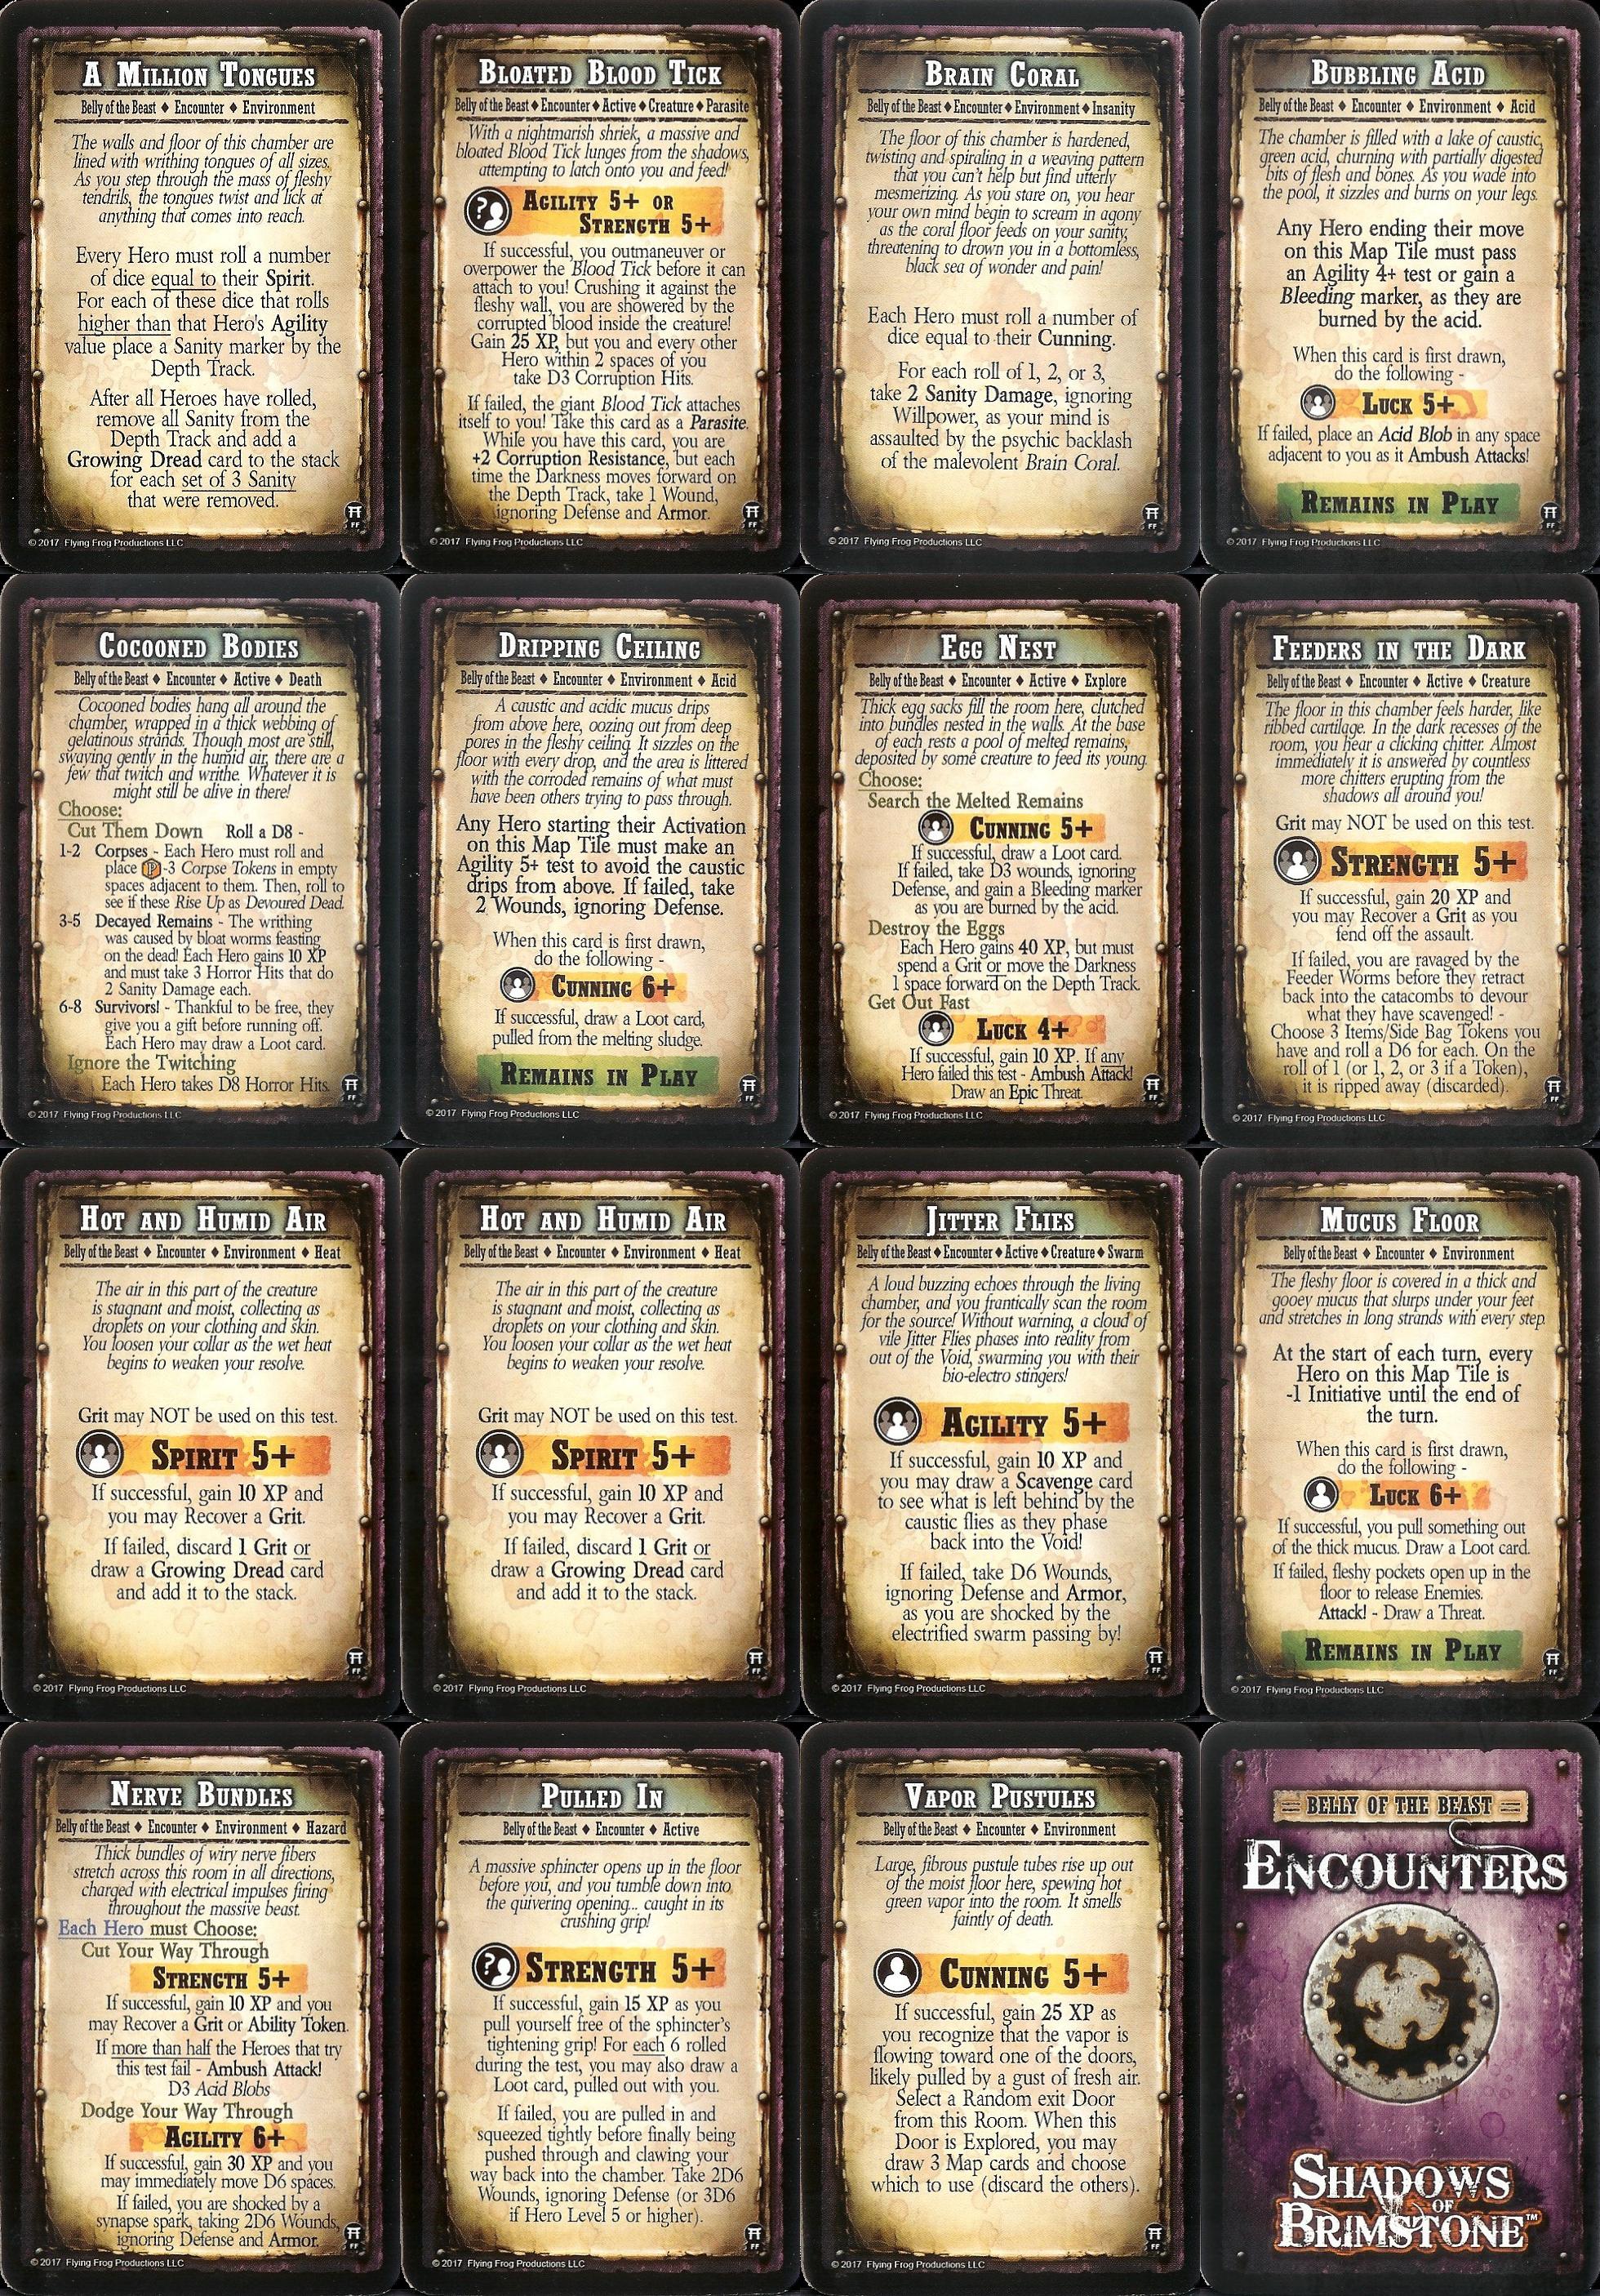 A Million Tongues
Belly of the Beast ♦ Encounter ♦ Environment
The walls and floor of this chamber are
lined with writhing tongues of all sizes.
As you step through the mass of fleshy
tendrils, the tongues twist and lick at
anything that comes into reach.
Every Hero must roll a number
of dice equal to their Spirit.
For each of these dice that rolls
higher than that Hero's Agility
value place a Sanity marker by the
Depth Track.
After all Heroes have rolled,
remove all Sanity from the
Depth Track and add a
Growing Dread card to the stack
for each set of 3 Sanity
that were removed.
FF
© 2017 Flying Frog Productions LLC
Bloated Blood Tick
Belly of the Beast ♦ Encounter ♦ Active ♦ Creature ♦ Parasite
With a nightmarish shriek, a massive and
bloated Blood Tick lunges from the shadows,
attempting to latch onto you and feed!
?
Agility 5+ or
Strength 5+
If successful, you outmaneuver or
overpower the Blood Tick before it can
attach to you! Crushing it against the
fleshy wall, you are showered by the
corrupted blood inside the creature!
Gain 25 XP, but you and every other
Hero within 2 spaces of you
take D3 Corruption Hits.
If failed, the giant Blood Tick attaches
itself to you! Take this card as a Parasite.
While you have this card, you are
+2 Corruption Resistance, but each
time the Darkness moves forward on
the Depth Track, take 1 Wound,
ignoring Defense and Armor.
FF
© 2017 Flying Frog Productions LLC
Brain Coral
Belly of the Beast ♦ Encounter ♦ Environment ♦ Insanity
The floor of this chamber is hardened,
twisting and spiraling in a weaving pattern
that you can't help but find utterly
mesmerizing. As you stare on, you hear
your own mind begin to scream in agony
as the coral floor feeds on your sanity,
threatening to drown you in a bottomless,
black sea of wonder and pain!
Each Hero must roll a number of
dice equal to their Cunning.
For each roll of 1, 2, or 3,
take 2 Sanity Damage, ignoring
Willpower, as your mind is
assaulted by the psychic backlash
of the malevolent Brain Coral.
FF
© 2017 Flying Frog Productions LLC
Bubbling Acid
Belly of the Beast ♦ Encounter ♦ Environment ♦ Acid
The chamber is filled with a lake of caustic,
green acid, churning with partially digested
bits of flesh and bones. As you wade into
the pool, it sizzles and burns on your legs.
Any Hero ending their move
on this Map Tile must pass
an Agility 4+ test or gain a
Bleeding marker, as they are
burned by the acid.
When this card is first drawn,
do the following -
Luck 5+
If failed, place an Acid Blob in any space
adjacent to you as it Ambush Attacks!
Remains in Play
FF
© 2017 Flying Frog Productions LLC
Cocooned Bodies
Belly of the Beast ♦ Encounter ♦ Active ♦ Death
Cocooned bodies hang all around the
chamber, wrapped in a thick webbing of
gelatinous strands. Though most are still,
swaying gently in the humid air, there are a
few that twitch and writhe. Whatever it is
might still be alive in there!
Choose:
Cut Them Down Roll a D8 -
1-2 Corpses - Each Hero must roll and
place P-3 Corpse Tokens in empty
spaces adjacent to them. Then, roll to
see if these Rise Up as Devoured Dead.
3-5 Decayed Remains - The writhing
was caused by bloat worms feasting
on the dead! Each Hero gains 10 XP
and must take 3 Horror Hits that do
2 Sanity Damage each.
6-8 Survivors! - Thankful to be free, they
give you a gift before running off.
Each Hero may draw a Loot card.
Ignore the Twitching
Each Hero takes D8 Horror Hits.
FF
© 2017 Flying Frog Productions LLC
Dripping Ceiling
Belly of the Beast ♦ Encounter ♦ Environment ♦ Acid
A caustic and acidic mucus drips
from above here, oozing out from deep
pores in the fleshy ceiling. It sizzles on the
floor with every drop, and the area is littered
with the corroded remains of what must
have been others trying to pass through.
Any Hero starting their Activation
on this Map Tile must make an
Agility 5+ test to avoid the caustic
drips from above. If failed, take
2 Wounds, ignoring Defense.
When this card is first drawn,
do the following -
Cunning 6+
If successful, draw a Loot card,
pulled from the melting sludge.
Remains in Play
FF
© 2017 Flying Frog Productions LLC
Egg Nest
Belly of the Beast ♦ Encounter ♦ Active ♦ Explore
Thick egg sacks fill the room here, clutched
into bundles nested in the walls. At the base
of each rests a pool of melted remains,
deposited by some creature to feed its young.
Choose:
Search the Melted Remains
Cunning 5+
If successful, draw a Loot card.
If failed, take D3 wounds, ignoring
Defense, and gain a Bleeding marker
as you are burned by the acid.
Destroy the Eggs
Each Hero gains 40 XP, but must
spend a Grit or move the Darkness
1 space forward on the Depth Track.
Get Out Fast
Luck 4+
If successful, gain 10 XP. If any
Hero failed this test - Ambush Attack!
Draw an Epic Threat.
FF
© 2017 Flying Frog Productions LLC
Feeders in the Dark
Belly of the Beast ♦ Encounter ♦ Active ♦ Creature
The floor in this chamber feels harder, like
ribbed cartilage. In the dark recesses of the
room, you hear a clicking chitter. Almost
immediately it is answered by countless
more chitters erupting from the
shadows all around you!
Grit may NOT be used on this test.
Strength 5+
If successful, gain 20 XP and
you may Recover a Grit as you
fend off the assault.
If failed, you are ravaged by the
Feeder Worms before they retract
back into the catacombs to devour
what they have scavenged! -
Choose 3 Items/Side Bag Tokens you
have and roll a D6 for each. On the
roll of 1 (or 1, 2, or 3 if a Token),
it is ripped away (discarded).
FF
© 2017 Flying Frog Productions LLC
Hot and Humid Air
Belly of the Beast ♦ Encounter ♦ Environment ♦ Heat
The air in this part of the creature
is stagnant and moist, collecting as
droplets on your clothing and skin.
You loosen your collar as the wet heat
begins to weaken your resolve.
Grit may NOT be used on this test.
Spirit 5+
If successful, gain 10 XP and
you may Recover a Grit.
If failed, discard 1 Grit or
draw a Growing Dread card
and add it to the stack.
FF
© 2017 Flying Frog Productions LLC
Hot and Humid Air
Belly of the Beast ♦ Encounter ♦ Environment ♦ Heat
The air in this part of the creature
is stagnant and moist, collecting as
droplets on your clothing and skin.
You loosen your collar as the wet heat
begins to weaken your resolve.
Grit may NOT be used on this test.
Spirit 5+
If successful, gain 10 XP and
you may Recover a Grit.
If failed, discard 1 Grit or
draw a Growing Dread card
and add it to the stack.
FF
© 2017 Flying Frog Productions LLC
Jitter Flies
Belly of the Beast ♦ Encounter ♦ Active ♦ Creature ♦ Swarm
A loud buzzing echoes through the living
chamber, and you frantically scan the room
for the source! Without warning, a cloud of
vile Jitter Flies phases into reality from
out of the Void, swarming you with their
bio-electro stingers!
Agility 5+
If successful, gain 10 XP and
you may draw a Scavenge card
to see what is left behind by the
caustic flies as they phase
back into the Void!
If failed, take D6 Wounds,
ignoring Defense and Armor,
as you are shocked by the
electrified swarm passing by!
FF
© 2017 Flying Frog Productions LLC
Mucus Floor
Belly of the Beast ♦ Encounter ♦ Environment
The fleshy floor is covered in a thick and
gooey mucus that slurps under your feet
and stretches in long strands with every step.
At the start of each turn, every
Hero on this Map Tile is
-1 Initiative until the end of
the turn.
When this card is first drawn,
do the following -
Luck 6+
If successful, you pull something out
of the thick mucus. Draw a Loot card.
If failed, fleshy pockets open up in the
floor to release Enemies.
Attack! - Draw a Threat.
Remains in Play
FF
© 2017 Flying Frog Productions LLC
Nerve Bundles
Belly of the Beast ♦ Encounter ♦ Environment ♦ Hazard
Thick bundles of wiry nerve fibers
stretch across this room in all directions,
charged with electrical impulses firing
throughout the massive beast.
Each Hero must Choose:
Cut Your Way Through
Strength 5+
If successful, gain 10 XP and you
may Recover a Grit or Ability Token.
If more than half the Heroes that try
this test fail - Ambush Attack!
D3 Acid Blobs
Dodge Your Way Through
Agility 6+
If successful, gain 30 XP and you
may immediately move D6 spaces.
If failed, you are shocked by a
synapse spark, taking 2D6 Wounds,
ignoring Defense and Armor.
FF
© 2017 Flying Frog Productions LLC
Pulled In
Belly of the Beast ♦ Encounter ♦ Active
A massive sphincter opens up in the floor
before you, and you tumble down into
the quivering opening... caught in its
crushing grip!
?
Strength 5+
If successful, gain 15 XP as you
pull yourself free of the sphincter's
tightening grip! For each 6 rolled
during the test, you may also draw a
Loot card, pulled out with you.
If failed, you are pulled in and
squeezed tightly before finally being
pushed through and clawing your
way back into the chamber. Take 2D6
Wounds, ignoring Defense (or 3D6
if Hero Level 5 or higher).
FF
© 2017 Flying Frog Productions LLC
Vapor Pustules
Belly of the Beast ♦ Encounter ♦ Environment
Large, fibrous pustule tubes rise up out
of the moist floor here, spewing hot
green vapor into the room. It smells
faintly of death.
Cunning 5+
If successful, gain 25 XP as
you recognize that the vapor is
flowing toward one of the doors,
likely pulled by a gust of fresh air.
Select a Random exit Door
from this Room. When this
Door is Explored, you may
draw 3 Map cards and choose
which to use (discard the others).
FF
© 2017 Flying Frog Productions LLC
Belly of the Beast
Encounters
Shadows
of
Brimstone™